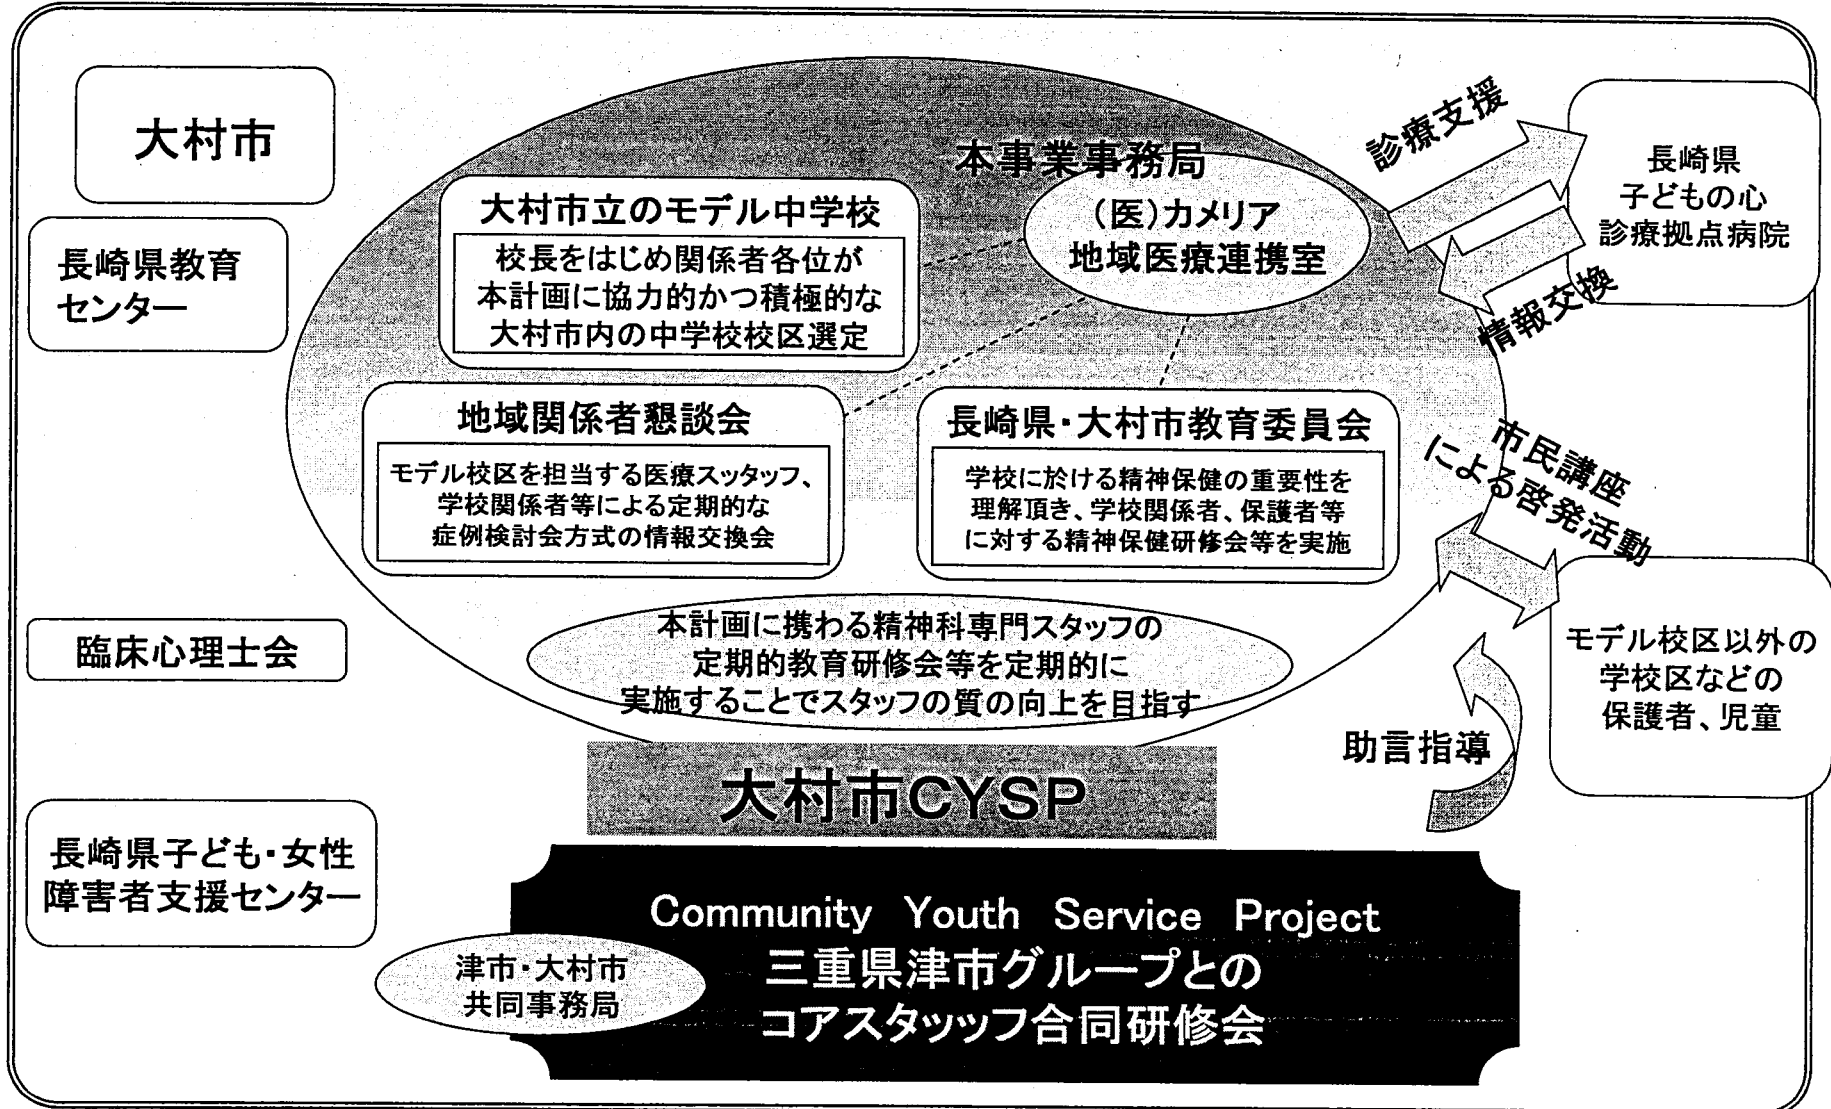 大村市
長崎県教育
センター
臨床心理士会
長崎県子ども・女性
障害者支援センター
本事業事務局
(医)カメリア
地域医療連携室
大村市立のモデル中学校
校長をはじめ関係者各位が
本計画に協力的かつ積極的な
大村市内の中学校校区選定
地域関係者懇談会
モデル校区を担当する医療スッタッフ、
学校関係者等による定期的な
症例検討会方式の情報交換会
長崎県・大村市教育委員会
学校に於ける精神保健の重要性を
理解頂き、学校関係者、保護者等
に対する精神保健研修会等を実施
本計画に携わる精神科専門スタッフの
定期的教育研修会等を定期的に
実施することでスタッフの質の向上を目指す
診療支援
情報交換
長崎県
子どもの心
診療拠点病院
市民講座
による啓発活動
モデル校区以外の
学校区などの
保護者、児童
助言指導
大村市CYSP
Community Youth Service Project
三重県津市グループとの
コアスタッッフ合同研修会
津市・大村市
共同事務局